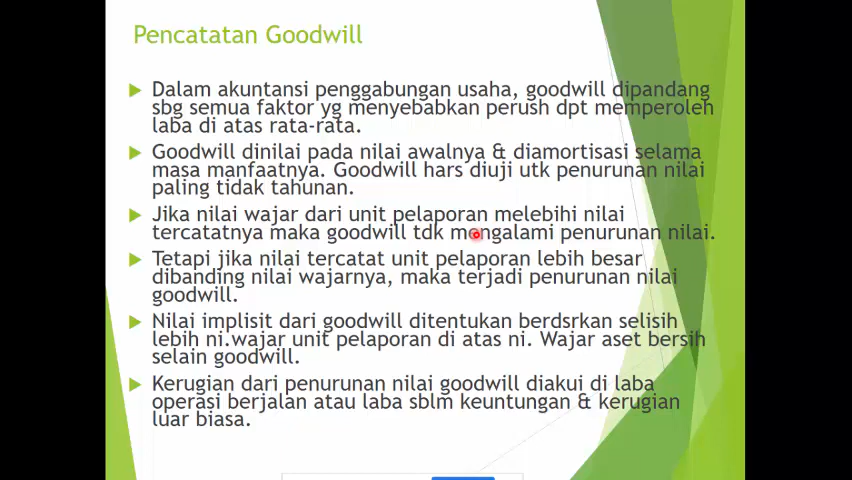 Pencatatan Goodwill
Dalam akuntansi penggabungan usaha, goodwill dipandang
sbg semua faktor yg menyebabkan perush dpt memperoleh
laba di atas rata-rata.
Goodwill dinilai pada nilai awalnya & diamortisasi selama
masa manfaatnya. Goodwill hars diuji utk penurunan nilai
paling tidak tahunan.
Jika nilai wajar dari unit pelaporan melebihi nilai
tercatatnya maka goodwill tdk mengalami penurunan nilai.
Tetapi jika nilai tercatat unit pelaporan lebih besar
dibanding nilai wajarnya, maka terjadi penurunan nilai
goodwill.
Nilai implisit dari goodwill ditentukan berdsrkan selisih
lebih ni.wajar unit pelaporan di atas ni. Wajar aset bersih
selain goodwill.
Kerugian dari penurunan nilai goodwill diakui di laba
operasi berjalan atau laba sblm keuntungan & kerugian
luar biasa.